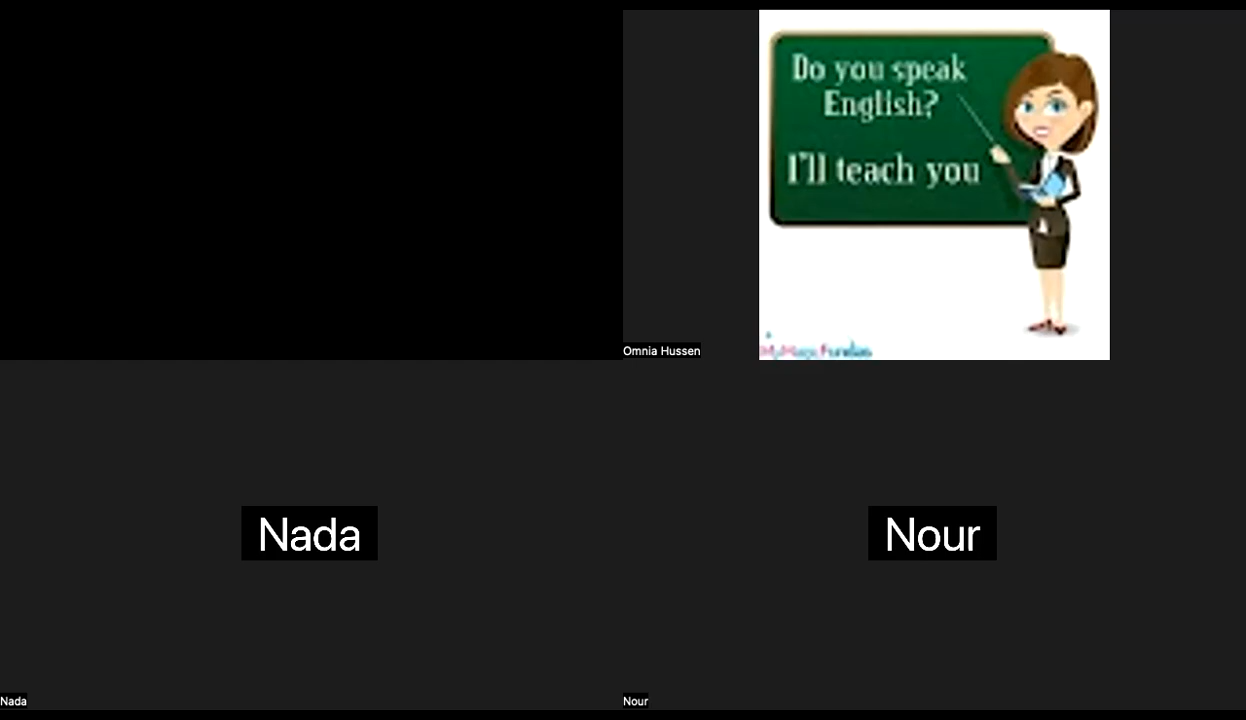 Do you speak
English?
I'll teach you
Omnia Hussen
Nada
Nour
Nada
Nour